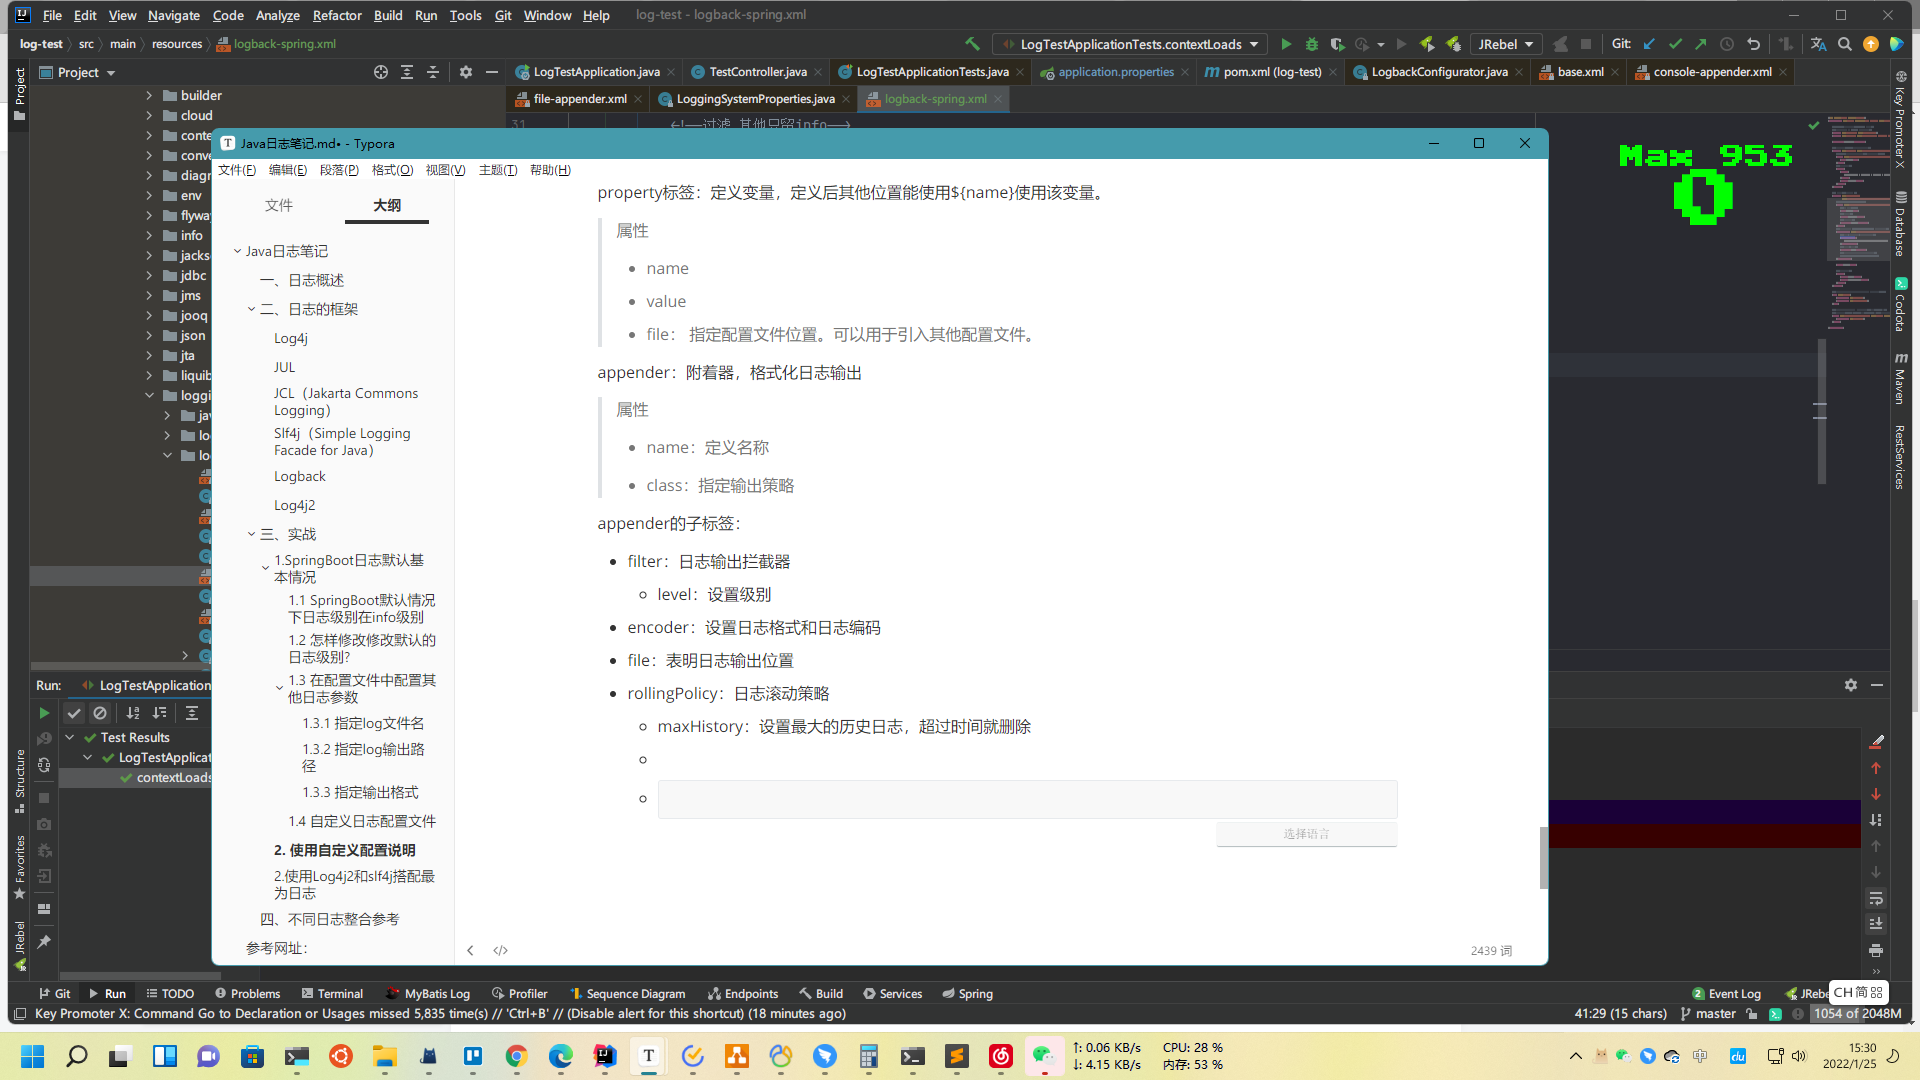 File Edit View Navigate Code Analyze Refactor Build Run Tools Git Window Help log-test - logback-spring.xml
log-test src main resources logback-spring.xml LogTestApplicationTests.contextLoads JRebel Git:
Project LogTestApplication.java TestController.java LogTestApplicationTests.java application.properties pom.xml (log-test) LogbackConfigurator.java base.xml console-appender.xml
file-appender.xml LoggingSystemProperties.java logback-spring.xml
31 <!--过滤 其他只留info-->
Max 953
0
builder
cloud
conte
conve
diagn
env
flywa
info
jacks
jdbc
jms
jooq
json
jta
liquib
loggi
jav
lo
lo
Java日志笔记.md• - Typora
文件(F) 编辑(E) 段落(P) 格式(O) 视图(V) 主题(T) 帮助(H)
文件 大纲
Java日志笔记
一、日志概述
二、日志的框架
Log4j
JUL
JCL（Jakarta Commons
Logging）
Slf4j（Simple Logging
Facade for Java）
Logback
Log4j2
三、实战
1.SpringBoot日志默认基
本情况
1.1 SpringBoot默认情况
下日志级别在info级别
1.2 怎样修改修改默认的
日志级别?
1.3 在配置文件中配置其
他日志参数
1.3.1 指定log文件名
1.3.2 指定log输出路
径
1.3.3 指定输出格式
1.4 自定义日志配置文件
2. 使用自定义配置说明
2.使用Log4j2和slf4j搭配最
为日志
四、不同日志整合参考
参考网址：
property标签：定义变量，定义后其他位置能使用${name}使用该变量。
属性
name
value
file： 指定配置文件位置。可以用于引入其他配置文件。
appender：附着器，格式化日志输出
属性
name：定义名称
class：指定输出策略
appender的子标签：
filter：日志输出拦截器
level：设置级别
encoder：设置日志格式和日志编码
file：表明日志输出位置
rollingPolicy：日志滚动策略
maxHistory：设置最大的历史日志，超过时间就删除
选择语言
2439 词
Project
Structure
Favorites
JRebel
Key Promoter X
Database
Codota
Maven
RestServices
Run: LogTestApplication
Test Results
LogTestApplicat
contextLoads
Git Run TODO Problems Terminal MyBatis Log Profiler Sequence Diagram Endpoints Build Services Spring 2 Event Log JRebe
CH 简
Key Promoter X: Command Go to Declaration or Usages missed 5,835 time(s) // 'Ctrl+B' // (Disable alert for this shortcut) (18 minutes ago) 41:29 (15 chars) master 1054 of 2048M
↑: 0.06 KB/s CPU: 28 %
↓: 4.15 KB/s 内存: 53 %
中 du
15:30
2022/1/25